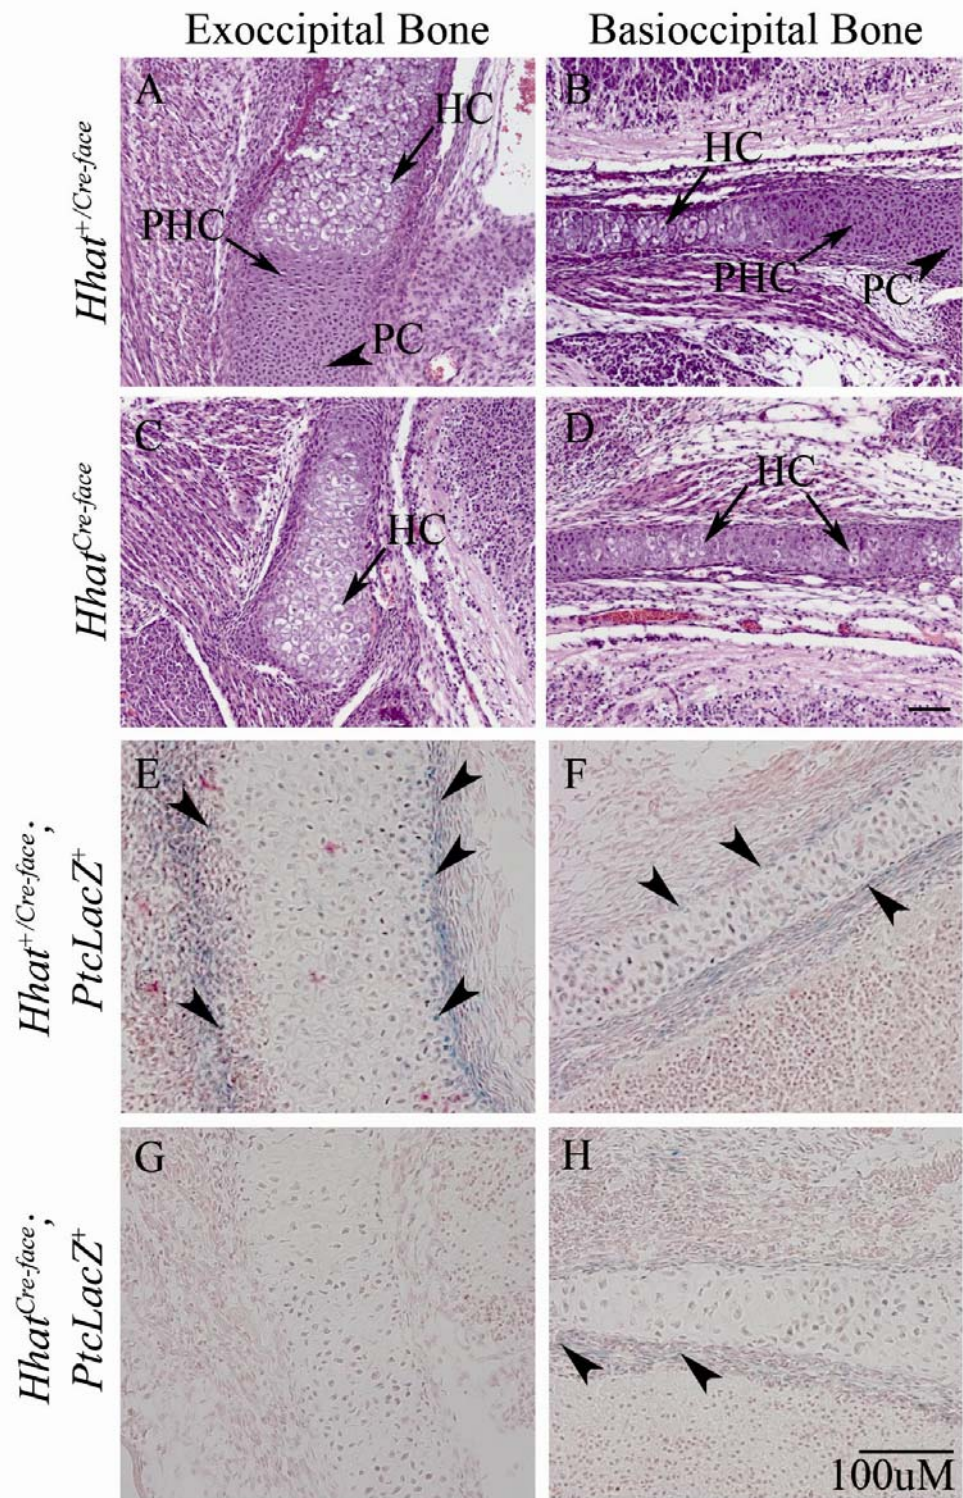 Exoccipital Bone Basioccipital Bone
Hhat+/Cre-face
A
HC
PHC
PC
B
HC
PHC
PC
HhatCre-face
C
HC
D
HC
Hhat+/Cre-face;
PtcLacZ+
E
F
HhatCre-face;
PtcLacZ+
G
H
100uM